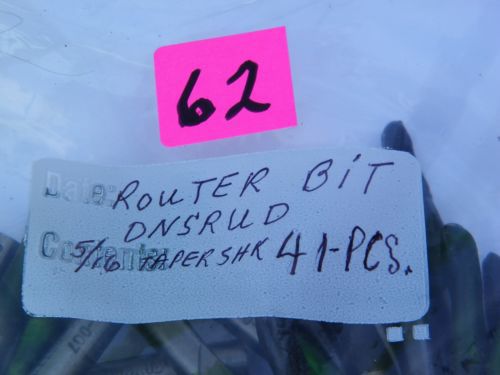 62
Date: ROUTER BIT
ONSRUD
Contents: 5/16 TAPER SHK 41-PCS.